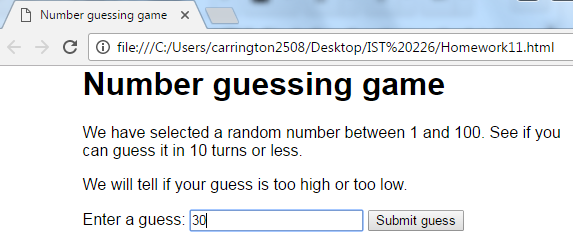 Number guessing game
file:///C:/Users/carrington2508/Desktop/IST%20226/Homework11.html
Number guessing game
We have selected a random number between 1 and 100. See if you
can guess it in 10 turns or less.
We will tell if your guess is too high or too low.
Enter a guess: 30 Submit guess